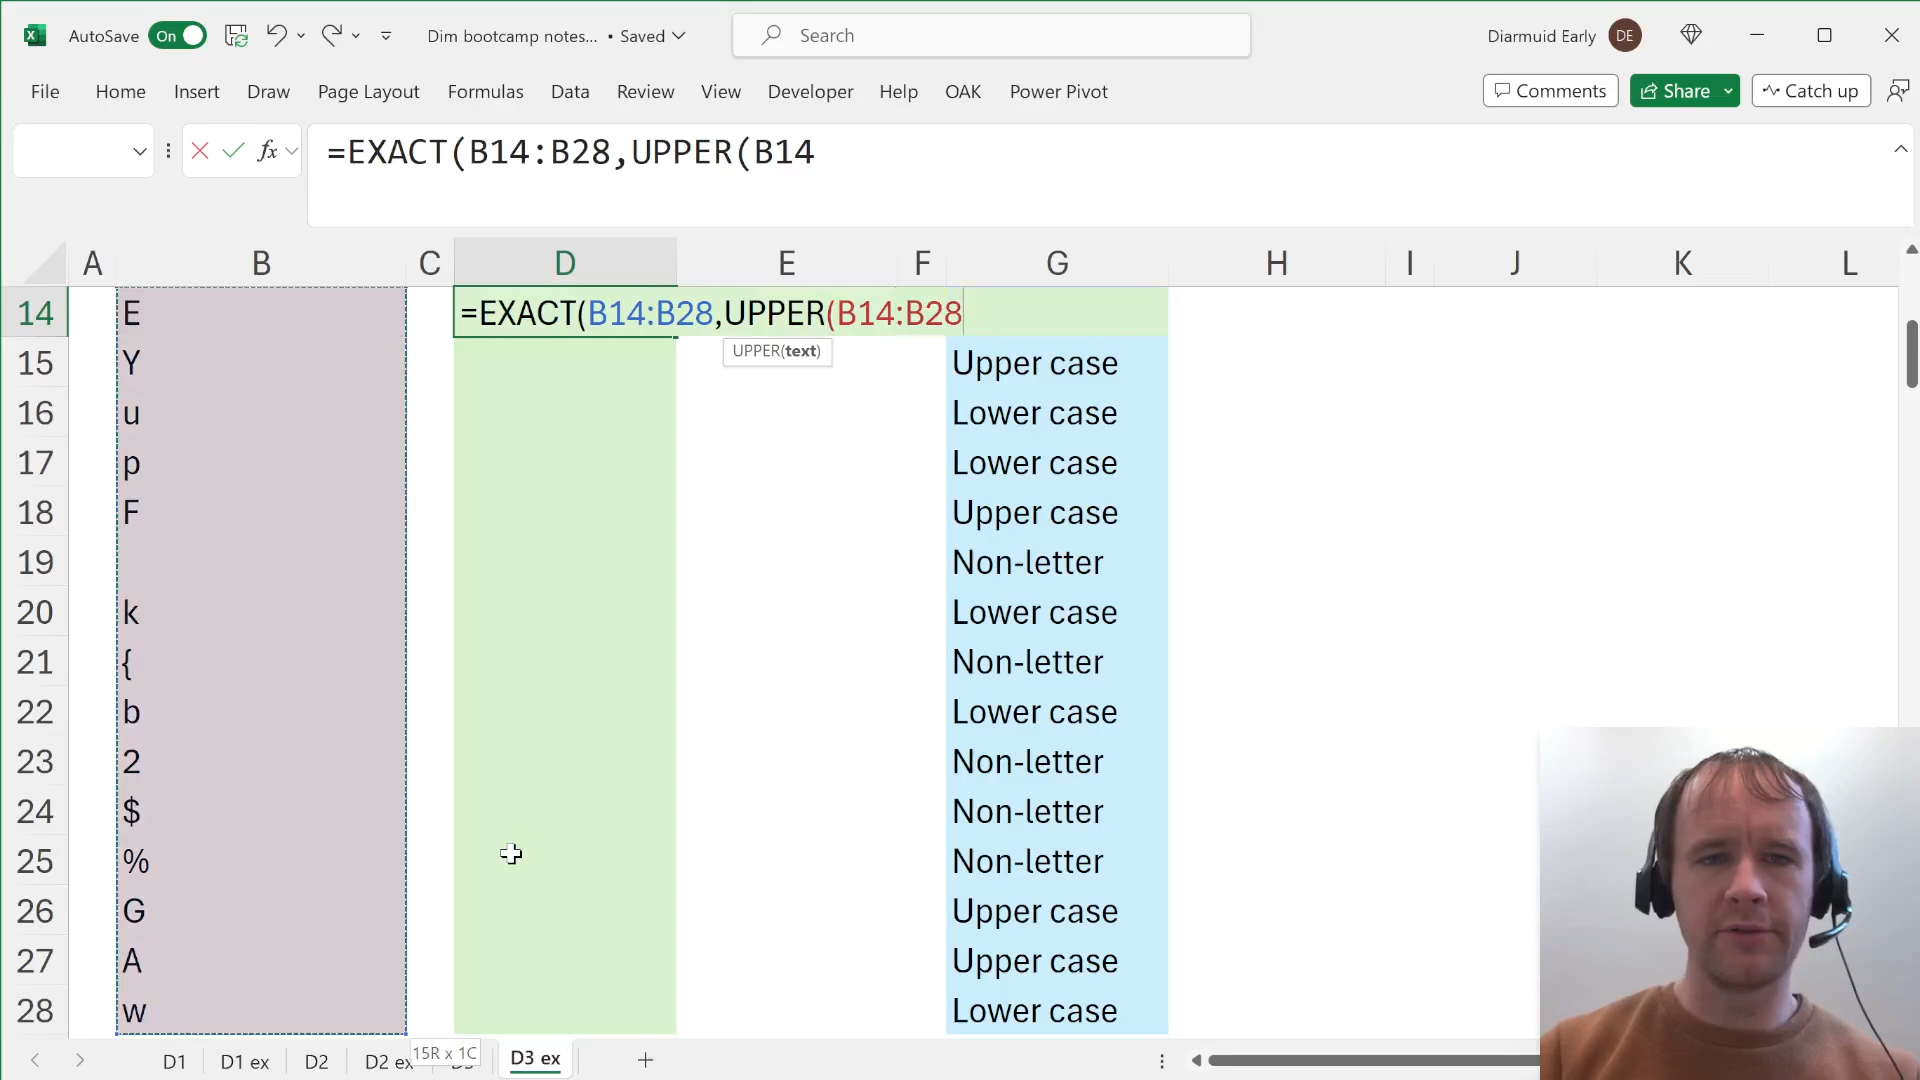 AutoSave On Dim bootcamp notes... • Saved Search Diarmuid Early DE
File Home Insert Draw Page Layout Formulas Data Review View Developer Help OAK Power Pivot Comments Share Catch up
fx =EXACT(B14:B28,UPPER(B14
A B C D E F G H I J K L
14 E =EXACT(B14:B28,UPPER(B14:B28
UPPER(text)
15 Y Upper case
16 u Lower case
17 p Lower case
18 F Upper case
19 Non-letter
20 k Lower case
21 { Non-letter
22 b Lower case
23 2 Non-letter
24 $ Non-letter
25 % Non-letter
26 G Upper case
27 A Upper case
28 w Lower case
15R x 1C
D1 D1 ex D2 D2 ex D3 ex